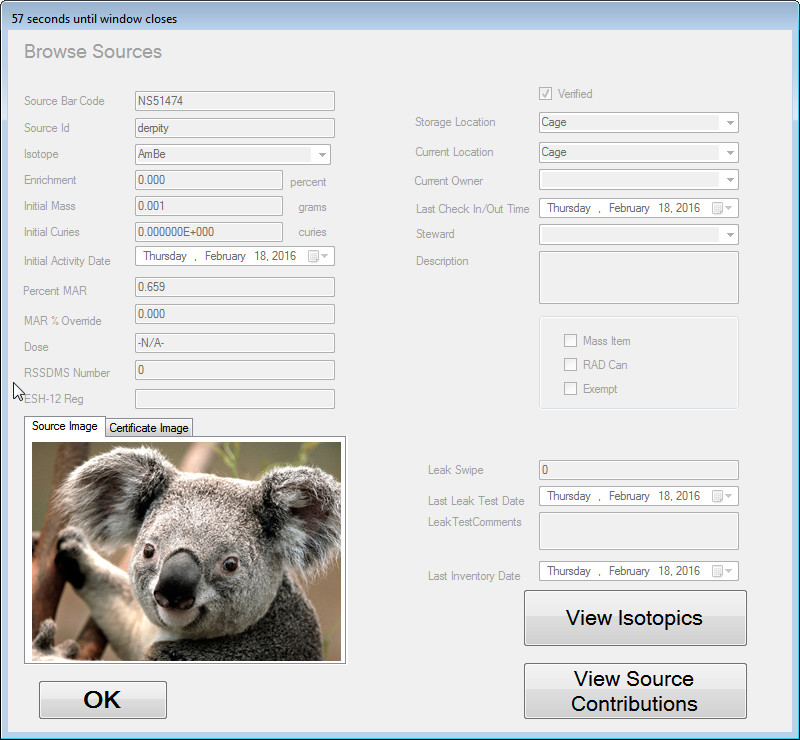 57 seconds until window closes
Browse Sources
Source Bar Code NS51474
Source Id derpity
Isotope AmBe
Enrichment 0.000 percent
Initial Mass 0.001 grams
Initial Curies 0.000000E+000 curies
Initial Activity Date Thursday , February 18, 2016
Percent MAR 0.659
MAR % Override 0.000
Dose -N/A-
RSSDMS Number 0
ESH-12 Reg
Source Image Certificate Image
OK
Verified
Storage Location Cage
Current Location Cage
Current Owner
Last Check In/Out Time Thursday , February 18, 2016
Steward
Description
Mass Item
RAD Can
Exempt
Leak Swipe 0
Last Leak Test Date Thursday , February 18, 2016
LeakTestComments
Last Inventory Date Thursday , February 18, 2016
View Isotopics
View Source
Contributions